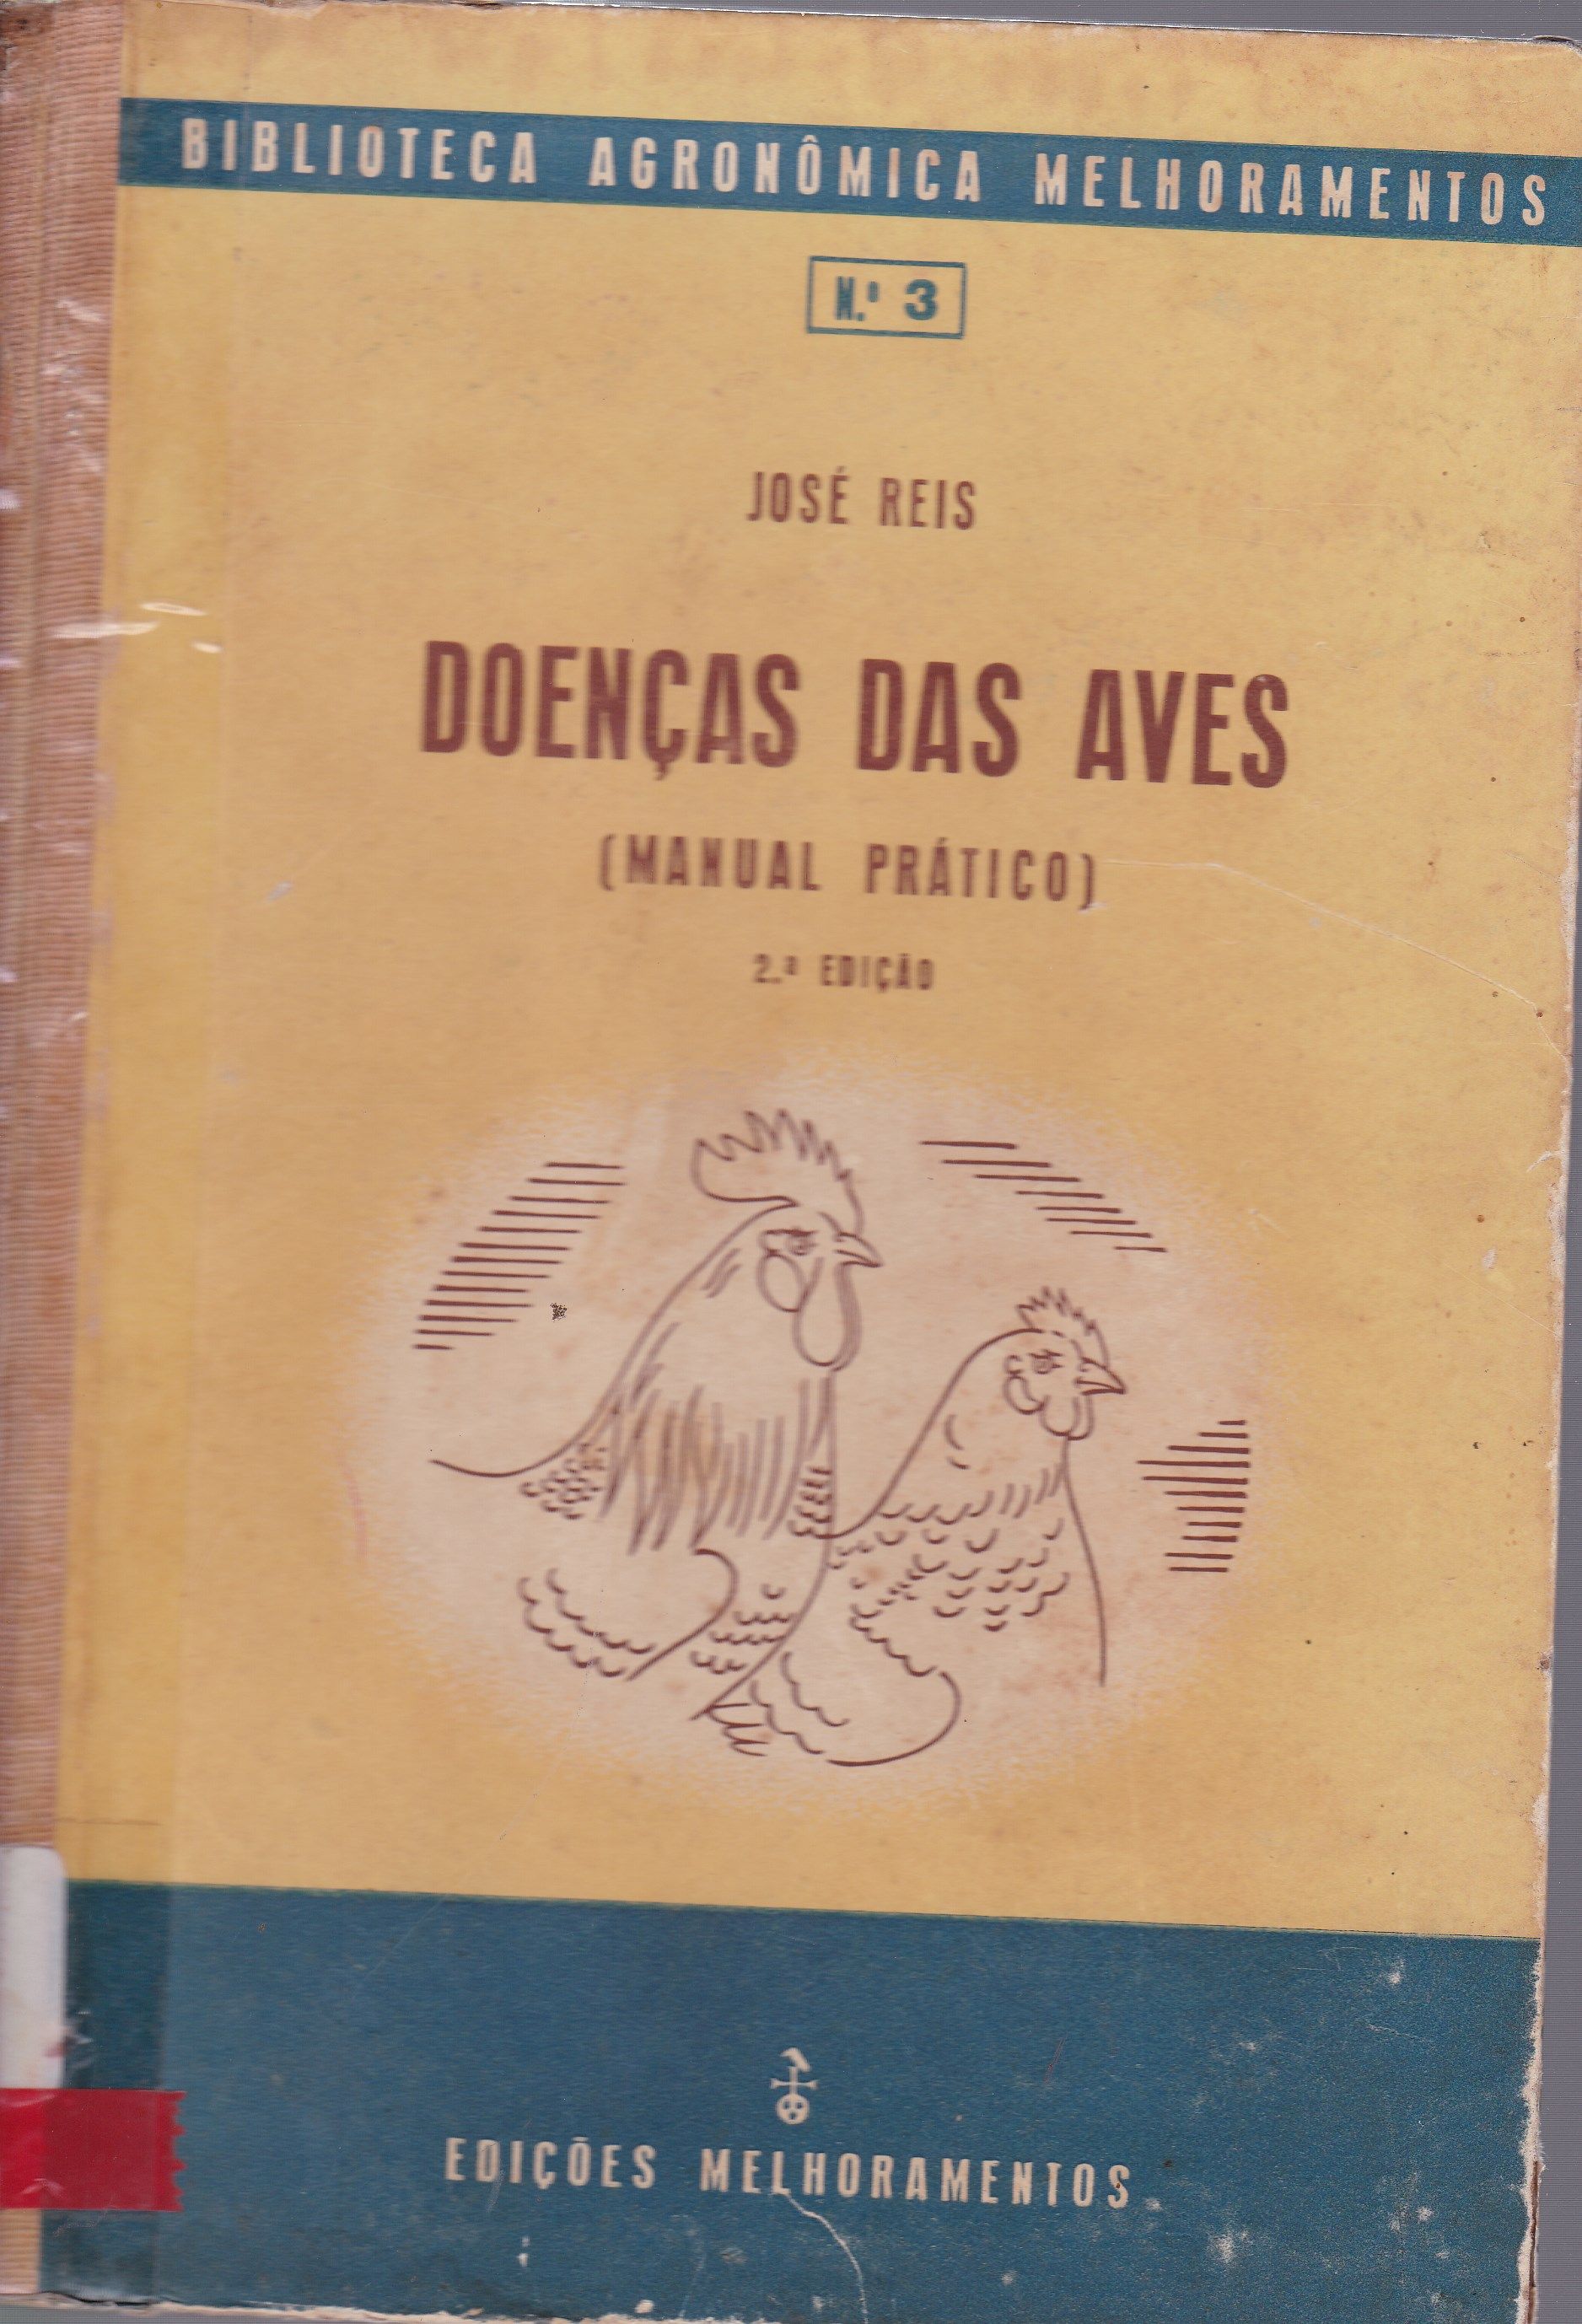 BIBLIOTECA AGRONÔMICA MELHORAMENTOS
N.º 3
JOSÉ REIS
DOENÇAS DAS AVES
(MANUAL PRÁTICO)
2.ª EDIÇÃO
EDIÇÕES MELHORAMENTOS